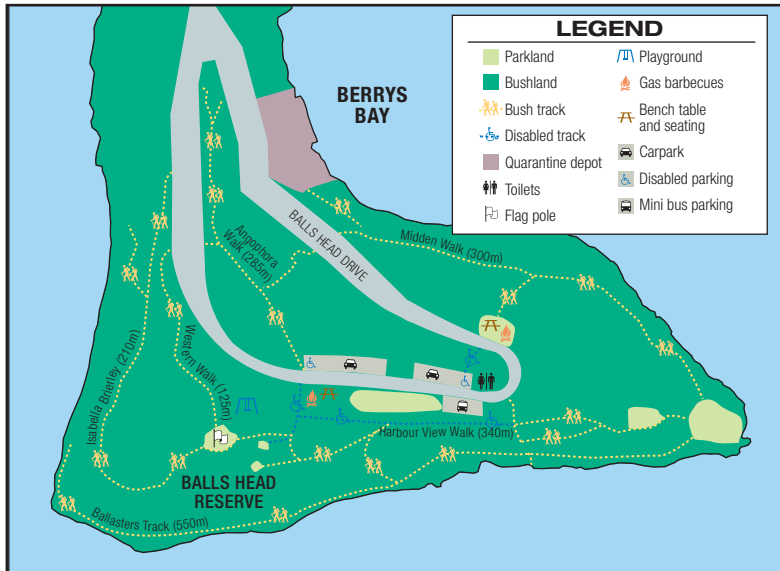 LEGEND
Parkland
Bushland
Bush track
Disabled track
Quarantine depot
Toilets
Flag pole
Playground
Gas barbecues
Bench table
and seating
Carpark
Disabled parking
Mini bus parking
BERRYS
BAY
Angophora
Walk (285m)
BALLS HEAD DRIVE
Midden Walk (300m)
Isabella Brierley (210m)
Western Walk (125m)
Harbour View Walk (340m)
BALLS HEAD
RESERVE
Ballasters Track (550m)